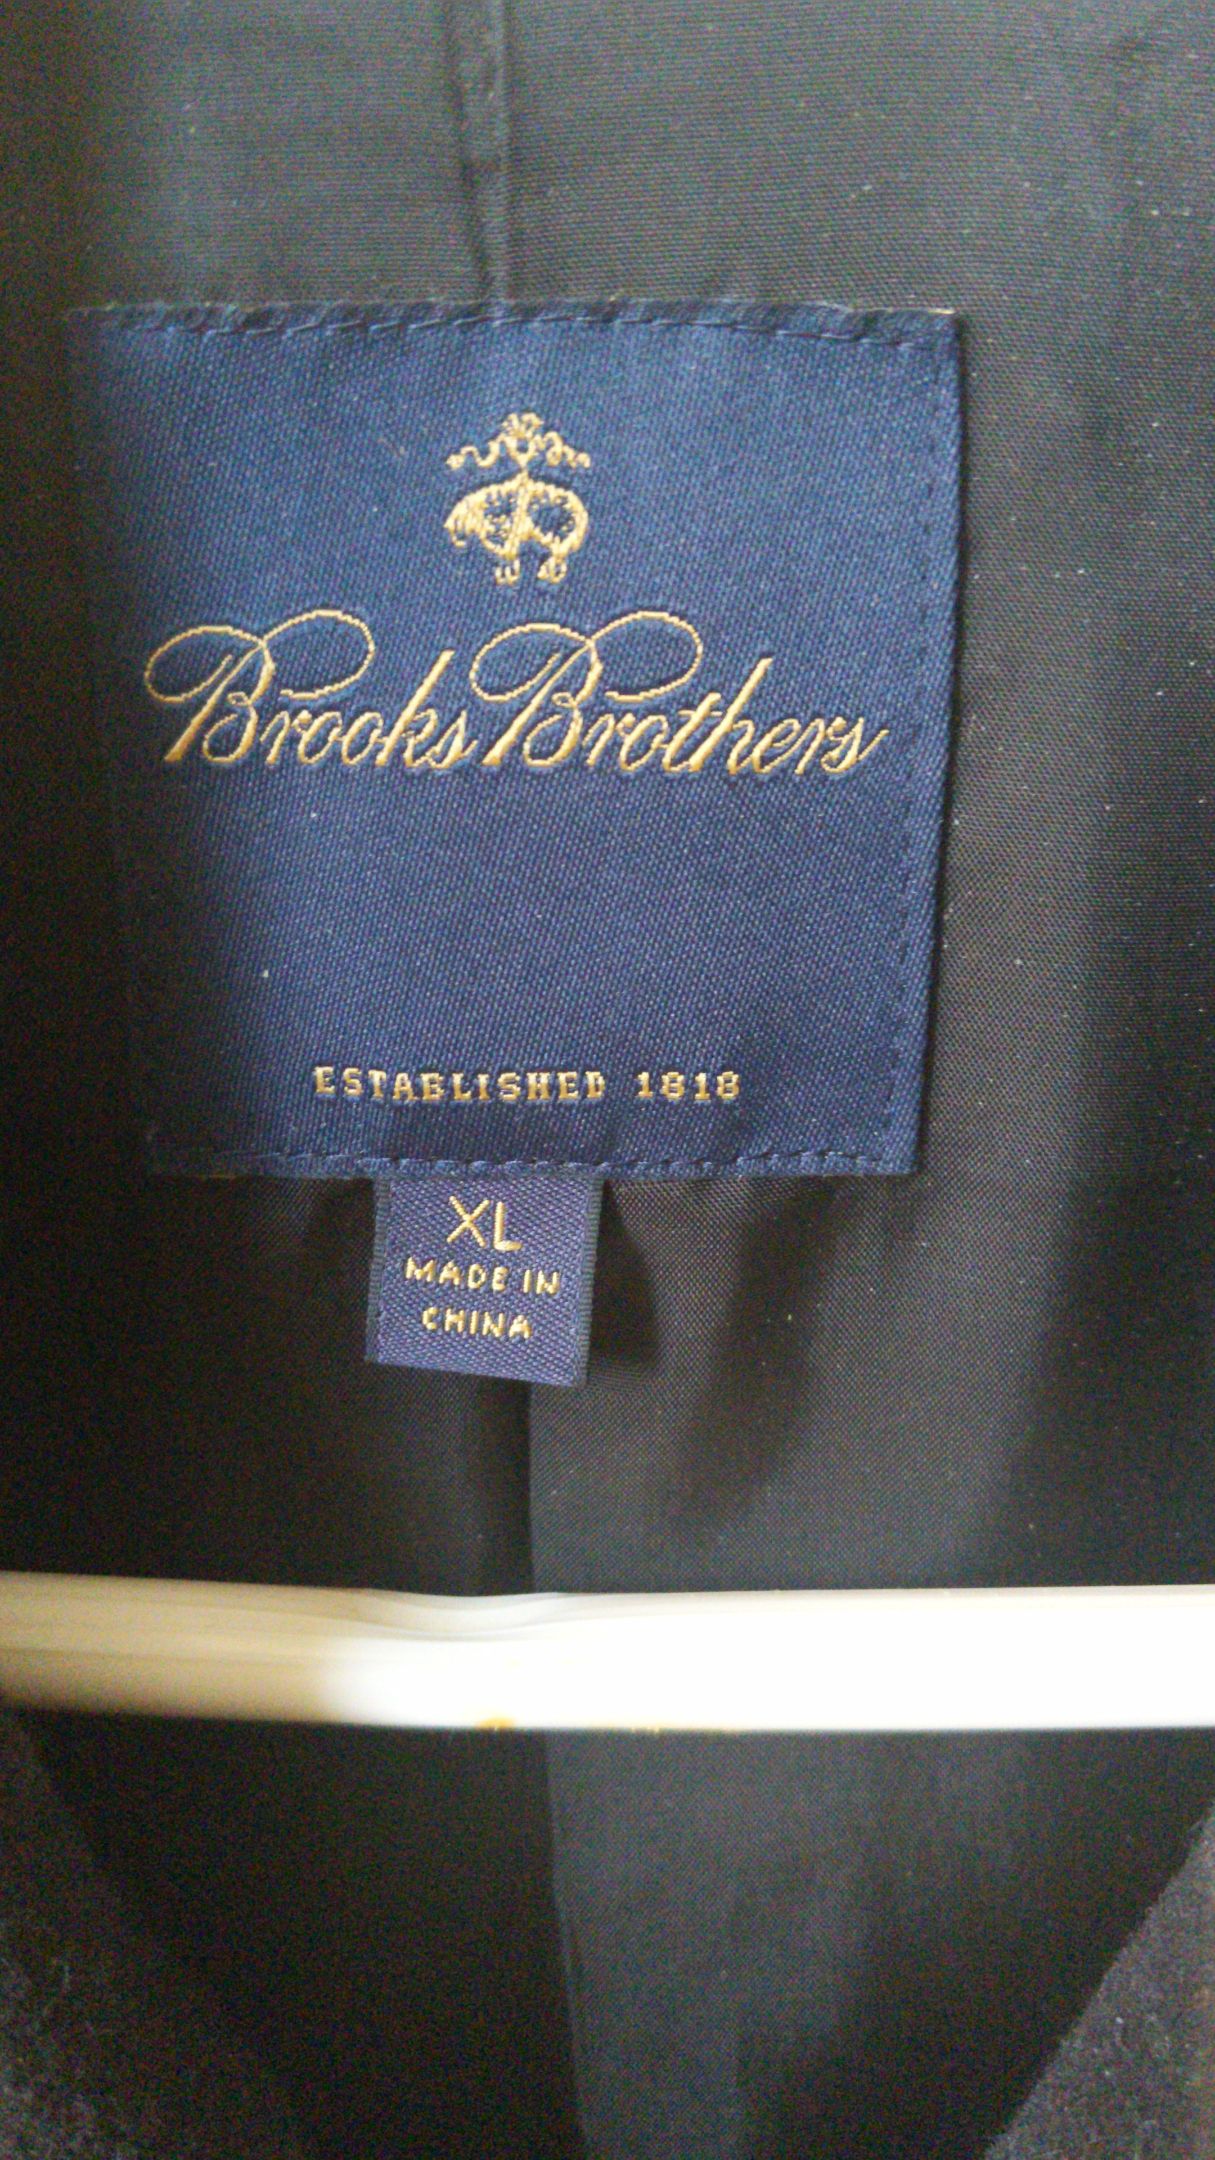 Brooks Brothers
ESTABLISHED 1818
XL
MADE IN
CHINA